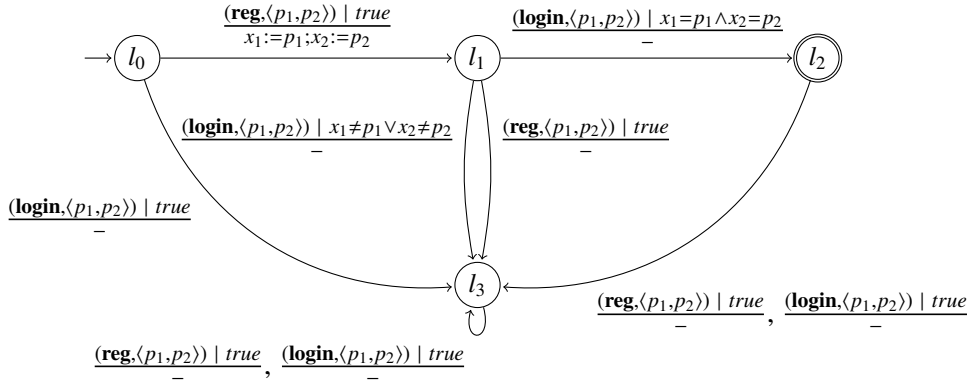 (reg,⟨p₁,p₂⟩) | true
x₁:=p₁;x₂:=p₂
(login,⟨p₁,p₂⟩) | x₁=p₁∧x₂=p₂
–
l₀
l₁
l₂
(login,⟨p₁,p₂⟩) | x₁≠p₁∨x₂≠p₂
–
(reg,⟨p₁,p₂⟩) | true
–
(login,⟨p₁,p₂⟩) | true
–
l₃
(reg,⟨p₁,p₂⟩) | true , (login,⟨p₁,p₂⟩) | true
– –
(reg,⟨p₁,p₂⟩) | true , (login,⟨p₁,p₂⟩) | true
– –